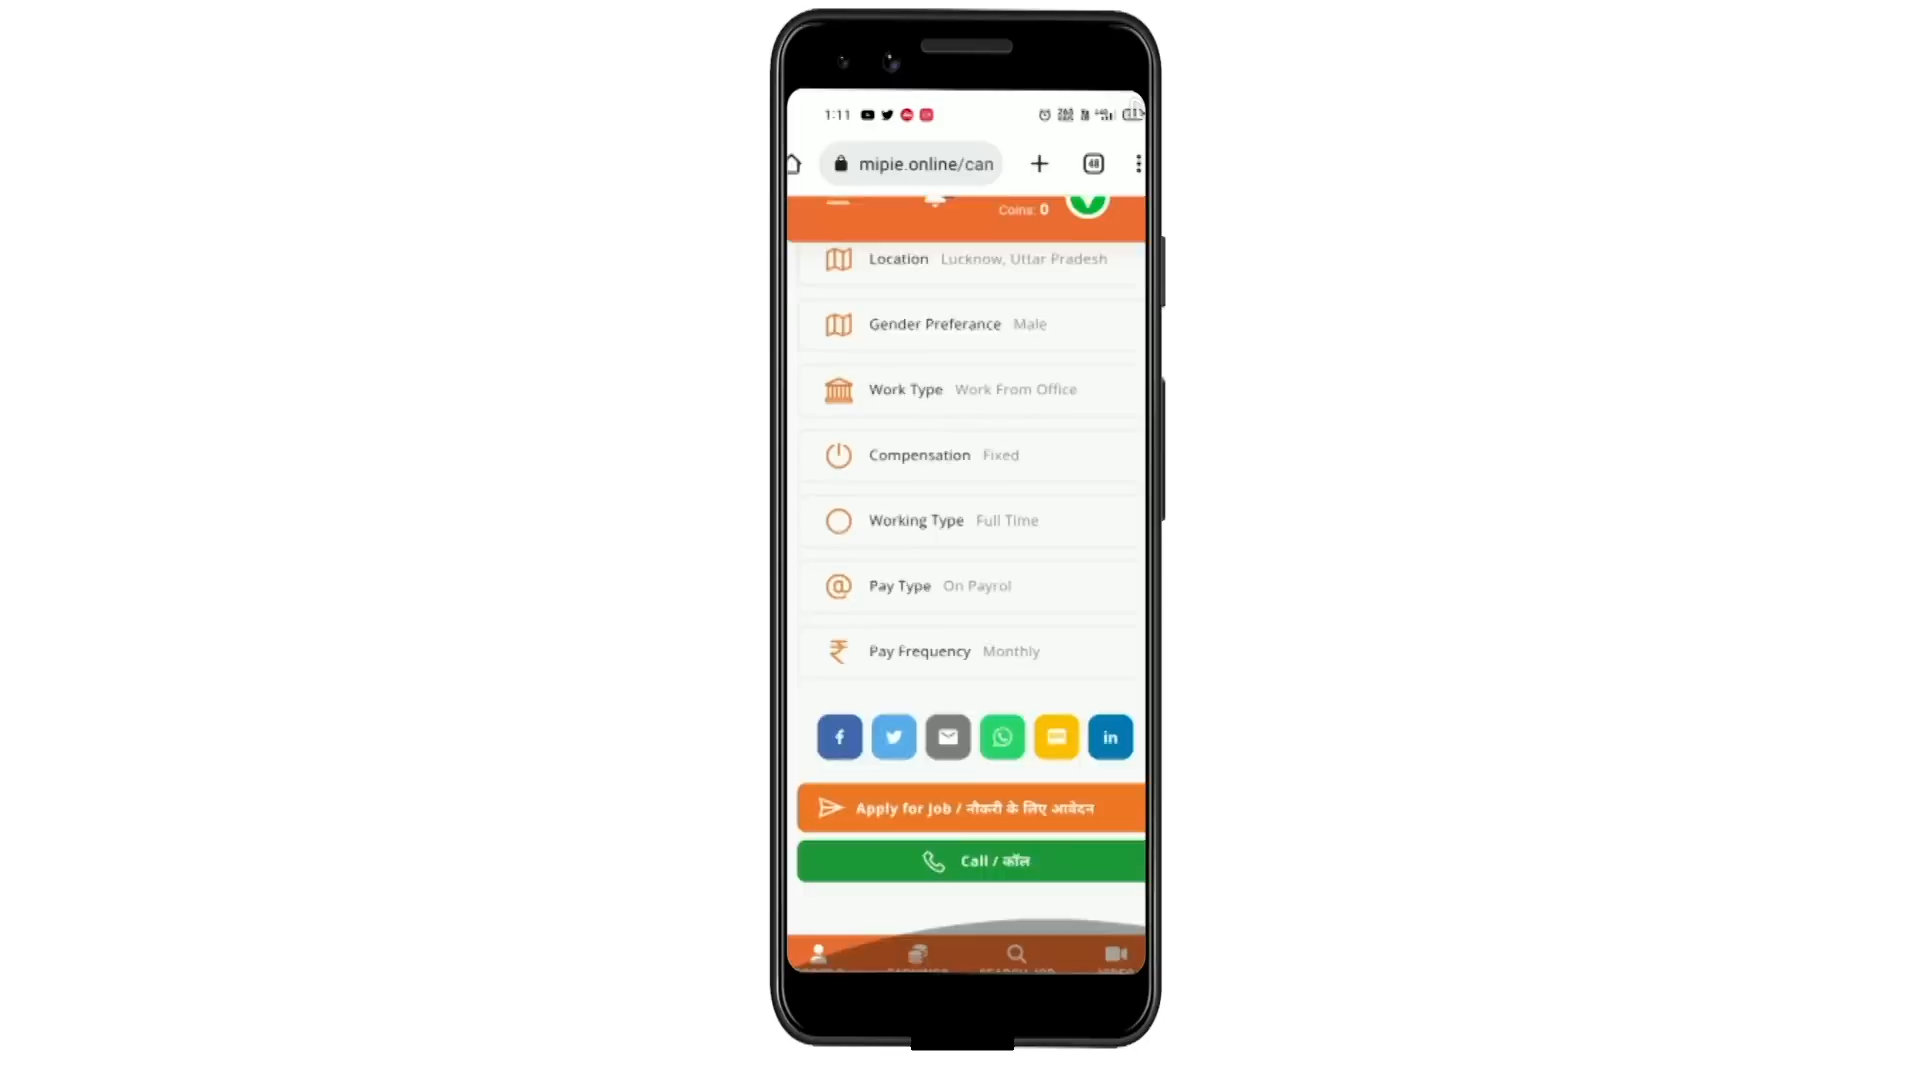 1:11
mipie.online/can
48
Coins: 0
Location Lucknow, Uttar Pradesh
Gender Preferance Male
Work Type Work From Office
Compensation Fixed
Working Type Full Time
Pay Type On Payrol
Pay Frequency Monthly
Apply for Job / नौकरी के लिए आवेदन
Call / कॉल